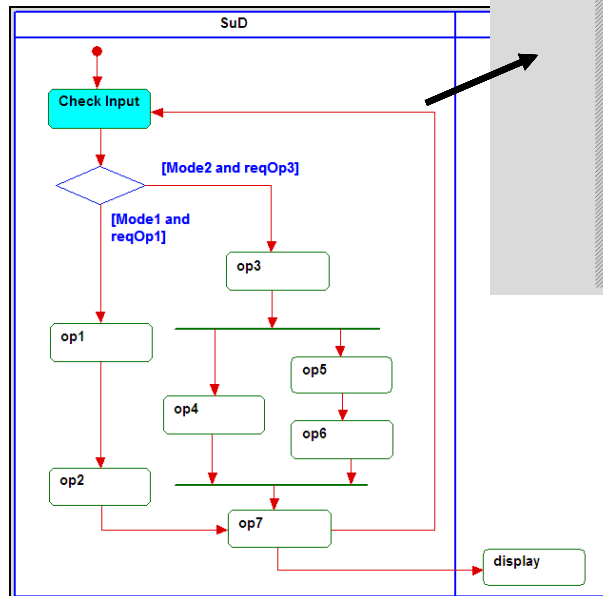 SuD
Check Input
[Mode2 and reqOp3]
[Mode1 and
reqOp1]
op3
op1
op5
op4
op6
op2
op7
display